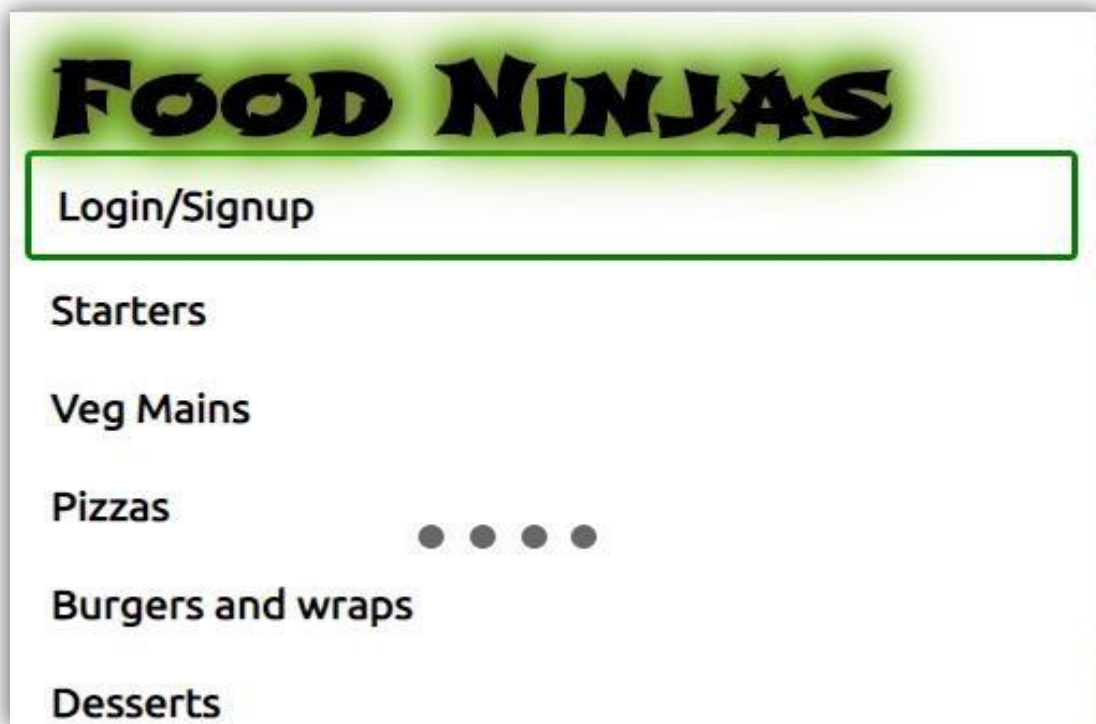 Food Ninjas
Login/Signup
Starters
Veg Mains
Pizzas
Burgers and wraps
Desserts